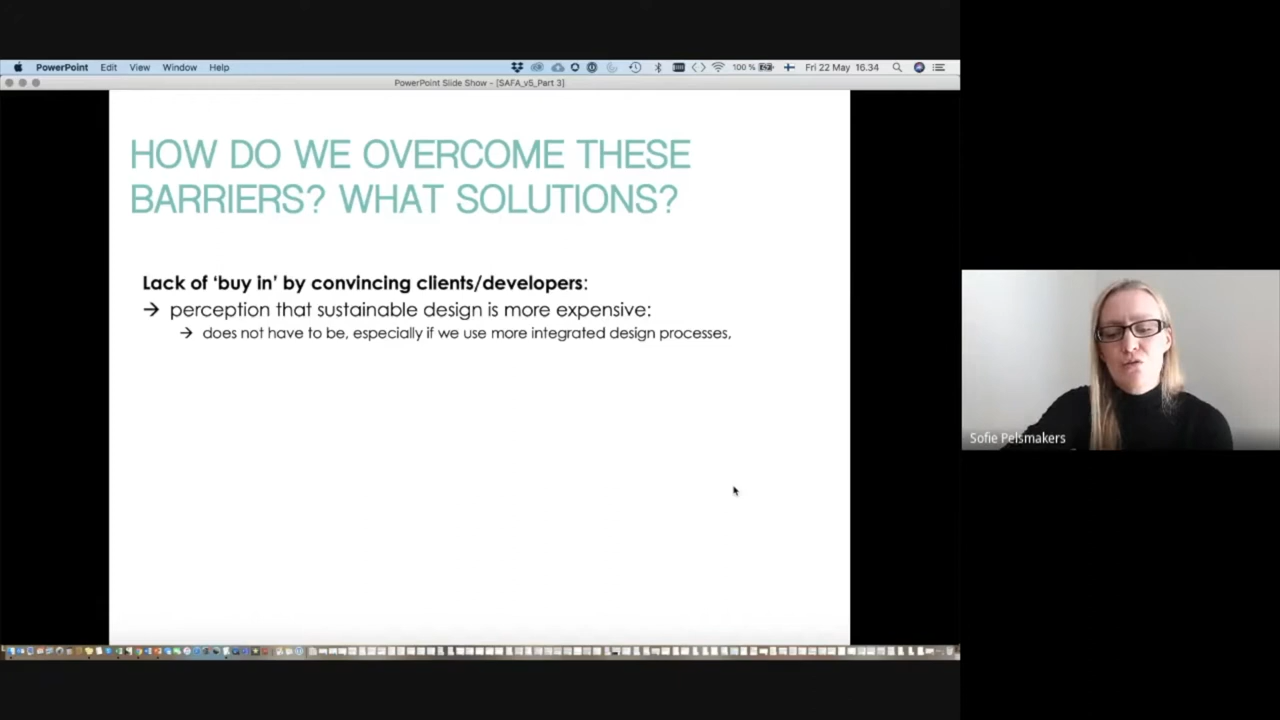 PowerPoint Edit View Window Help 100 % Fri 22 May 16.34
PowerPoint Slide Show - [SAFA_v5_Part 3]
HOW DO WE OVERCOME THESE
BARRIERS? WHAT SOLUTIONS?
Lack of ‘buy in’ by convincing clients/developers:
→ perception that sustainable design is more expensive:
→ does not have to be, especially if we use more integrated design processes,
Sofie Pelsmakers